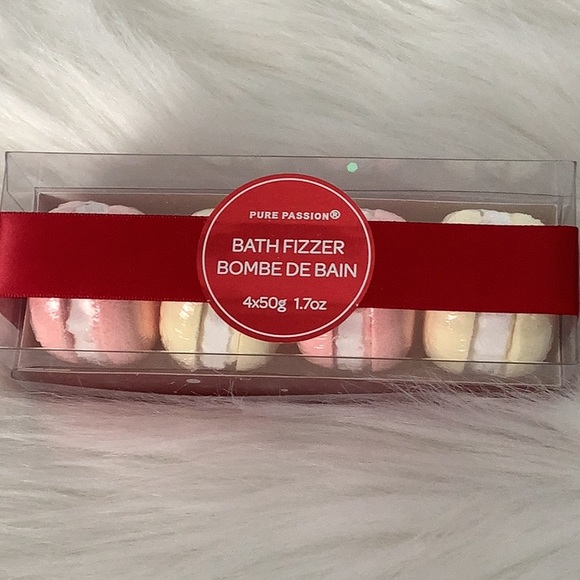 PURE PASSION®
BATH FIZZER
BOMBE DE BAIN
4x50g 1.7oz